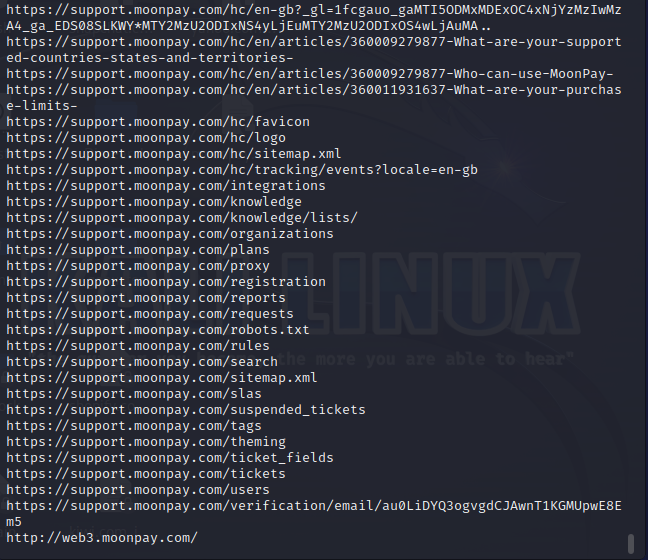 https://support.moonpay.com/hc/en-gb?_gl=1fcgauo_gaMTI5ODMxMDExOC4xNjYzMzIwMz
A4_ga_EDS08SLKWY*MTY2MzU2ODIxNS4yLjEuMTY2MzU2ODIxOS4wLjAuMA..
https://support.moonpay.com/hc/en/articles/360009279877-What-are-your-support
ed-countries-states-and-territories-
https://support.moonpay.com/hc/en/articles/360009279877-Who-can-use-MoonPay-
https://support.moonpay.com/hc/en/articles/360011931637-What-are-your-purchas
e-limits-
https://support.moonpay.com/hc/favicon
https://support.moonpay.com/hc/logo
https://support.moonpay.com/hc/sitemap.xml
https://support.moonpay.com/hc/tracking/events?locale=en-gb
https://support.moonpay.com/integrations
https://support.moonpay.com/knowledge
https://support.moonpay.com/knowledge/lists/
https://support.moonpay.com/organizations
https://support.moonpay.com/plans
https://support.moonpay.com/proxy
https://support.moonpay.com/registration
https://support.moonpay.com/reports
https://support.moonpay.com/requests
https://support.moonpay.com/robots.txt
https://support.moonpay.com/rules
https://support.moonpay.com/search
https://support.moonpay.com/sitemap.xml
https://support.moonpay.com/slas
https://support.moonpay.com/suspended_tickets
https://support.moonpay.com/tags
https://support.moonpay.com/theming
https://support.moonpay.com/ticket_fields
https://support.moonpay.com/tickets
https://support.moonpay.com/users
https://support.moonpay.com/verification/email/au0LiDYQ3ogvgdCJAwnT1KGMUpwE8E
m5
http://web3.moonpay.com/
LINUX
the more you are able to hear"